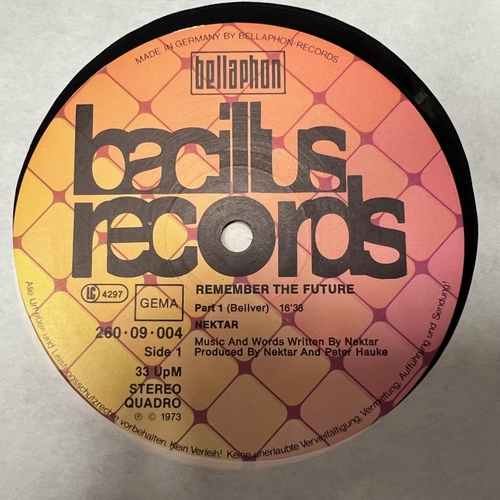 MADE IN GERMANY BY BELLAPHON-RECORDS
bellaphon
bacillus
records
LC 4297
GEMA
REMEMBER THE FUTURE
Part 1 (Beliver) 16'38
NEKTAR
Music And Words Written By Nektar
Produced By Nektar And Peter Hauke
260·09·004
Side 1
33 UpM
STEREO
QUADRO
℗ © 1973
Alle Urheber- und Leistungsschutzrechte vorbehalten. Kein Verleih! Keine unerlaubte Vervielfältigung, Vermietung, Aufführung und Sendung!